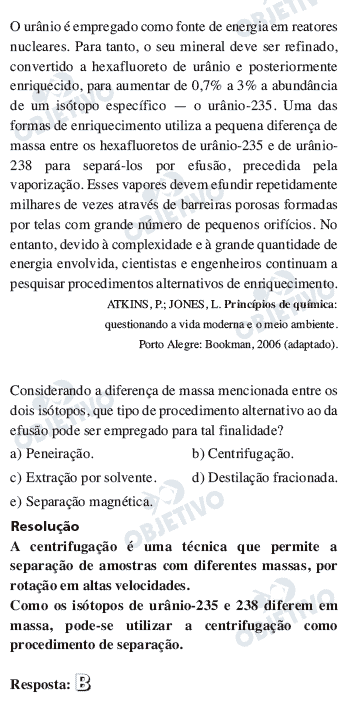 O urânio é empregado como fonte de energia em reatores
nucleares. Para tanto, o seu mineral deve ser refinado,
convertido a hexafluoreto de urânio e posteriormente
enriquecido, para aumentar de 0,7% a 3% a abundância
de um isótopo específico — o urânio-235. Uma das
formas de enriquecimento utiliza a pequena diferença de
massa entre os hexafluoretos de urânio-235 e de urânio-
238 para separá-los por efusão, precedida pela
vaporização. Esses vapores devem efundir repetidamente
milhares de vezes através de barreiras porosas formadas
por telas com grande número de pequenos orifícios. No
entanto, devido à complexidade e à grande quantidade de
energia envolvida, cientistas e engenheiros continuam a
pesquisar procedimentos alternativos de enriquecimento.
ATKINS, P.; JONES, L. Princípios de química:
questionando a vida moderna e o meio ambiente.
Porto Alegre: Bookman, 2006 (adaptado).
Considerando a diferença de massa mencionada entre os
dois isótopos, que tipo de procedimento alternativo ao da
efusão pode ser empregado para tal finalidade?
a) Peneiração. b) Centrifugação.
c) Extração por solvente. d) Destilação fracionada.
e) Separação magnética.
Resolução
A centrifugação é uma técnica que permite a
separação de amostras com diferentes massas, por
rotação em altas velocidades.
Como os isótopos de urânio-235 e 238 diferem em
massa, pode-se utilizar a centrifugação como
procedimento de separação.
Resposta: B
OBJETIVO
OBJETIVO
OBJETIVO
OBJETIVO
OBJETIVO
OBJETIVO
OBJETIVO
OBJETIVO